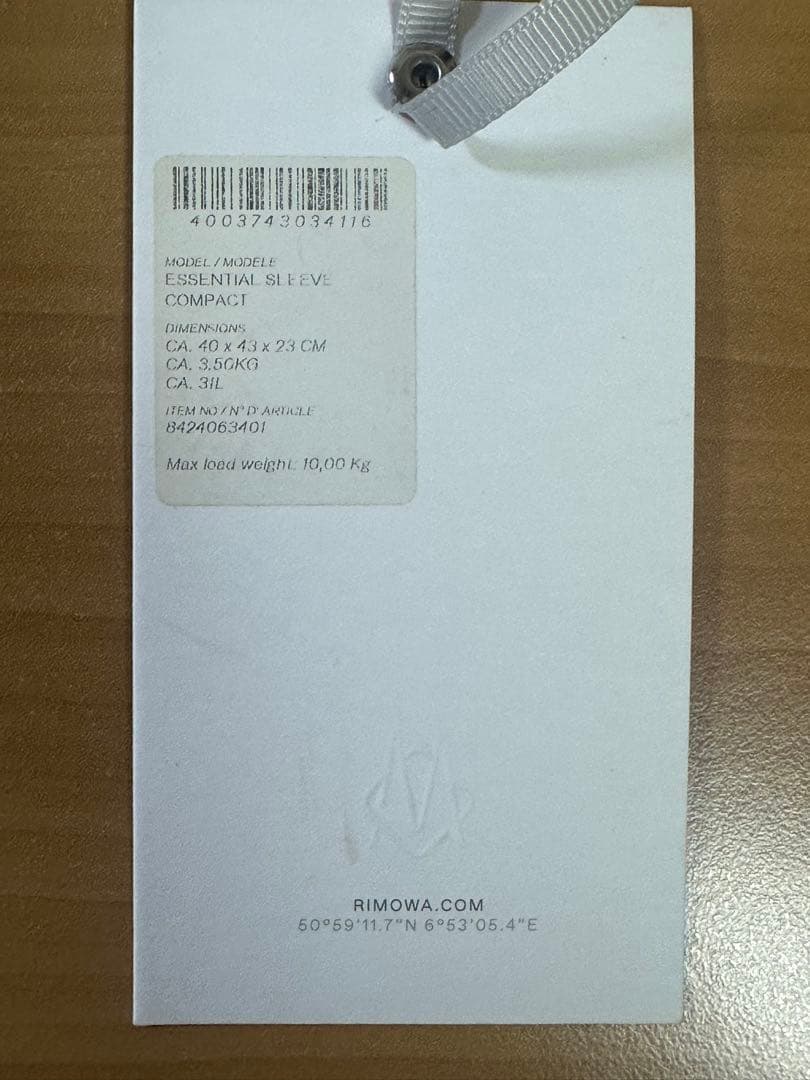 4003743034116
MODEL / MODELE
ESSENTIAL SLEEVE
COMPACT
DIMENSIONS
CA. 40 x 43 x 23 CM
CA. 3.50KG
CA. 31L
ITEM NO / N° D' ARTICLE
8424063401
Max load weight: 10,00 Kg
RIMOWA.COM
50°59'11.7"N 6°53'05.4"E